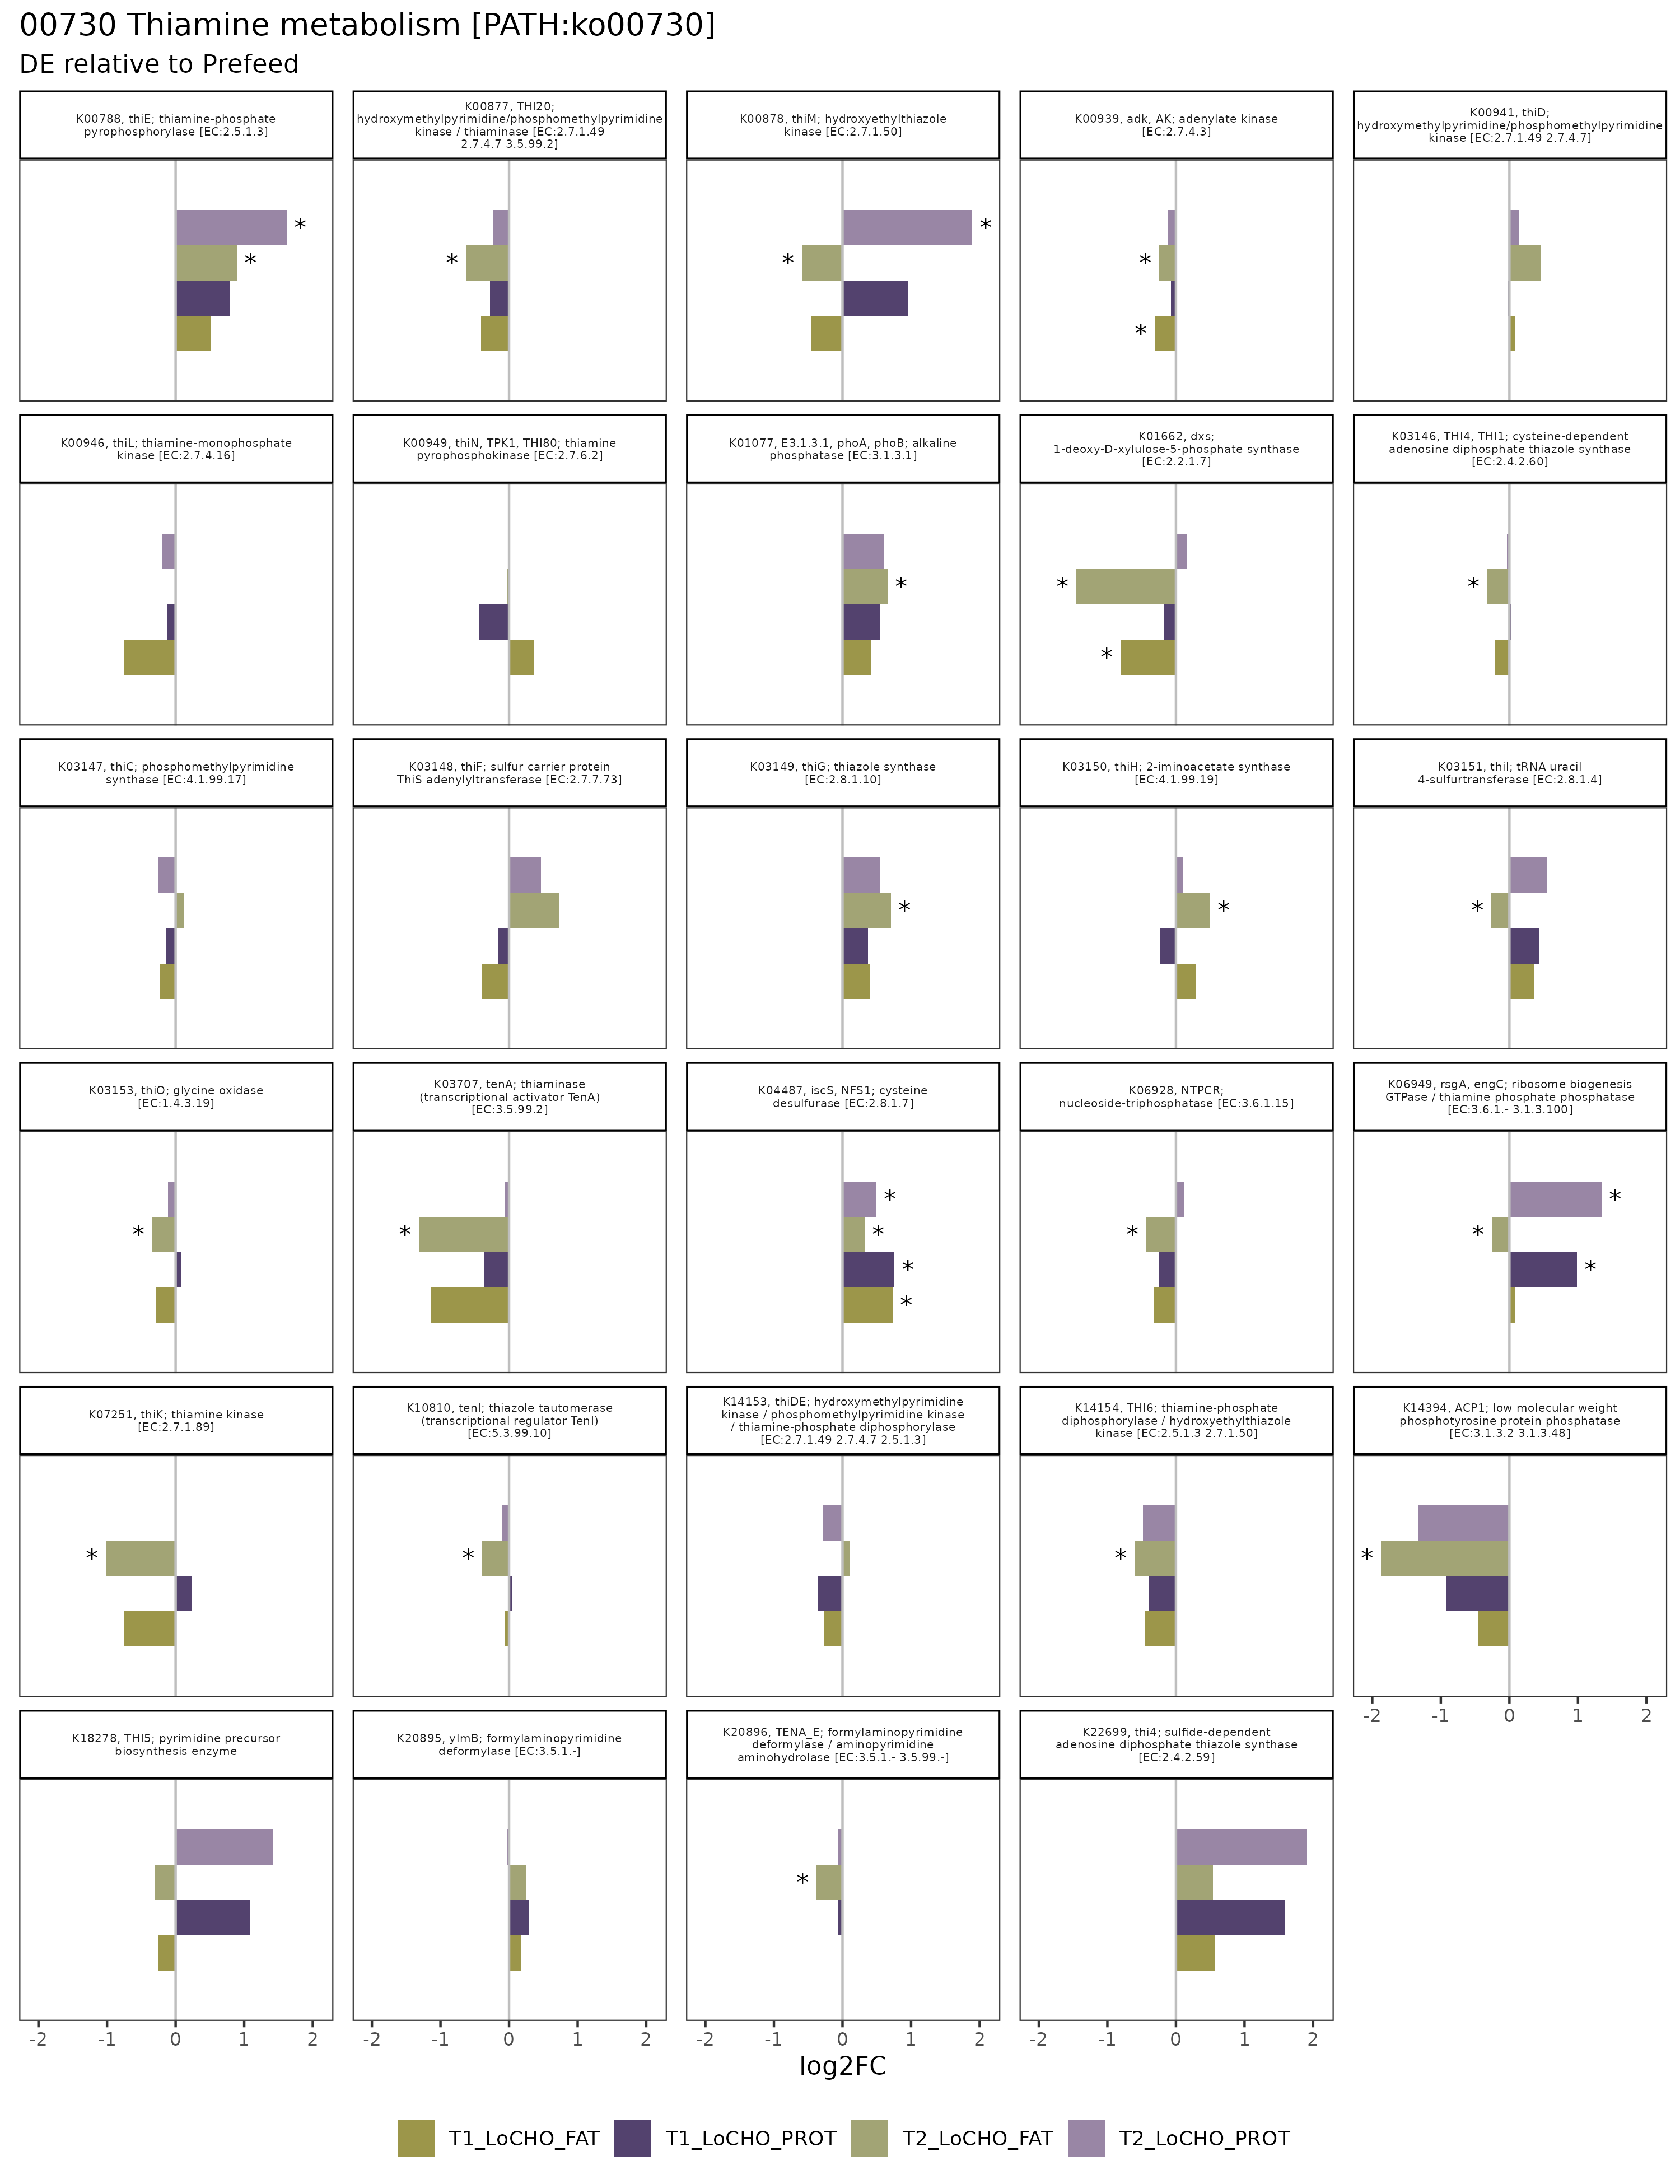 00730 Thiamine metabolism [PATH:ko00730]
DE relative to Prefeed
K00788, thiE; thiamine-phosphate
pyrophosphorylase [EC:2.5.1.3]
K00877, THI20;
hydroxymethylpyrimidine/phosphomethylpyrimidine
kinase / thiaminase [EC:2.7.1.49
2.7.4.7 3.5.99.2]
K00878, thiM; hydroxyethylthiazole
kinase [EC:2.7.1.50]
K00939, adk, AK; adenylate kinase
[EC:2.7.4.3]
K00941, thiD;
hydroxymethylpyrimidine/phosphomethylpyrimidine
kinase [EC:2.7.1.49 2.7.4.7]
*
*
*
*
*
*
*
K00946, thiL; thiamine-monophosphate
kinase [EC:2.7.4.16]
K00949, thiN, TPK1, THI80; thiamine
pyrophosphokinase [EC:2.7.6.2]
K01077, E3.1.3.1, phoA, phoB; alkaline
phosphatase [EC:3.1.3.1]
K01662, dxs;
1-deoxy-D-xylulose-5-phosphate synthase
[EC:2.2.1.7]
K03146, THI4, THI1; cysteine-dependent
adenosine diphosphate thiazole synthase
[EC:2.4.2.60]
*
*
*
*
K03147, thiC; phosphomethylpyrimidine
synthase [EC:4.1.99.17]
K03148, thiF; sulfur carrier protein
ThiS adenylyltransferase [EC:2.7.7.73]
K03149, thiG; thiazole synthase
[EC:2.8.1.10]
K03150, thiH; 2-iminoacetate synthase
[EC:4.1.99.19]
K03151, thiI; tRNA uracil
4-sulfurtransferase [EC:2.8.1.4]
*
*
*
K03153, thiO; glycine oxidase
[EC:1.4.3.19]
K03707, tenA; thiaminase
(transcriptional activator TenA)
[EC:3.5.99.2]
K04487, iscS, NFS1; cysteine
desulfurase [EC:2.8.1.7]
K06928, NTPCR;
nucleoside-triphosphatase [EC:3.6.1.15]
K06949, rsgA, engC; ribosome biogenesis
GTPase / thiamine phosphate phosphatase
[EC:3.6.1.- 3.1.3.100]
*
*
*
*
*
*
*
*
*
*
K07251, thiK; thiamine kinase
[EC:2.7.1.89]
K10810, tenI; thiazole tautomerase
(transcriptional regulator TenI)
[EC:5.3.99.10]
K14153, thiDE; hydroxymethylpyrimidine
kinase / phosphomethylpyrimidine kinase
/ thiamine-phosphate diphosphorylase
[EC:2.7.1.49 2.7.4.7 2.5.1.3]
K14154, THI6; thiamine-phosphate
diphosphorylase / hydroxyethylthiazole
kinase [EC:2.5.1.3 2.7.1.50]
K14394, ACP1; low molecular weight
phosphotyrosine protein phosphatase
[EC:3.1.3.2 3.1.3.48]
*
*
*
*
-2 -1 0 1 2
K18278, THI5; pyrimidine precursor
biosynthesis enzyme
K20895, ylmB; formylaminopyrimidine
deformylase [EC:3.5.1.-]
K20896, TENA_E; formylaminopyrimidine
deformylase / aminopyrimidine
aminohydrolase [EC:3.5.1.- 3.5.99.-]
K22699, thi4; sulfide-dependent
adenosine diphosphate thiazole synthase
[EC:2.4.2.59]
*
-2 -1 0 1 2
-2 -1 0 1 2
-2 -1 0 1 2
-2 -1 0 1 2
log2FC
T1_LoCHO_FAT T1_LoCHO_PROT T2_LoCHO_FAT T2_LoCHO_PROT